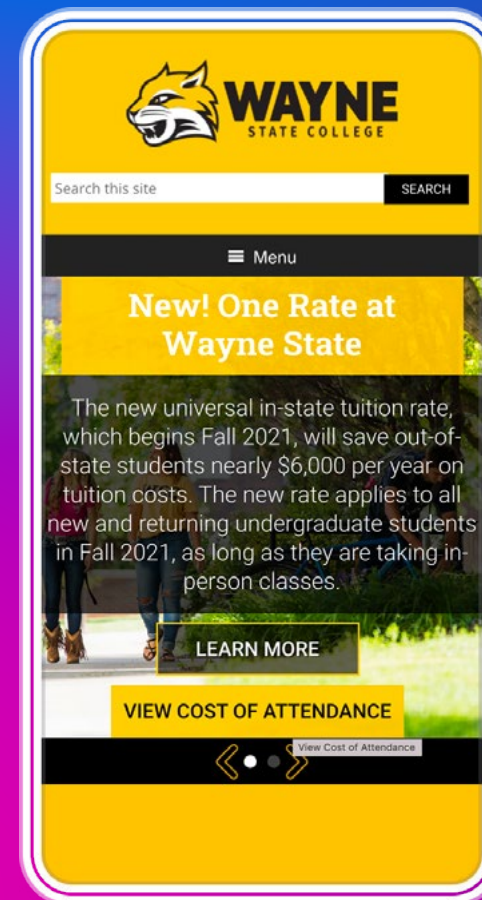 WAYNE
STATE COLLEGE
Search this site
SEARCH
Menu
New! One Rate at
Wayne State
The new universal in-state tuition rate,
which begins Fall 2021, will save out-of-
state students nearly $6,000 per year on
tuition costs. The new rate applies to all
new and returning undergraduate students
in Fall 2021, as long as they are taking in-
person classes.
LEARN MORE
VIEW COST OF ATTENDANCE
View Cost of Attendance